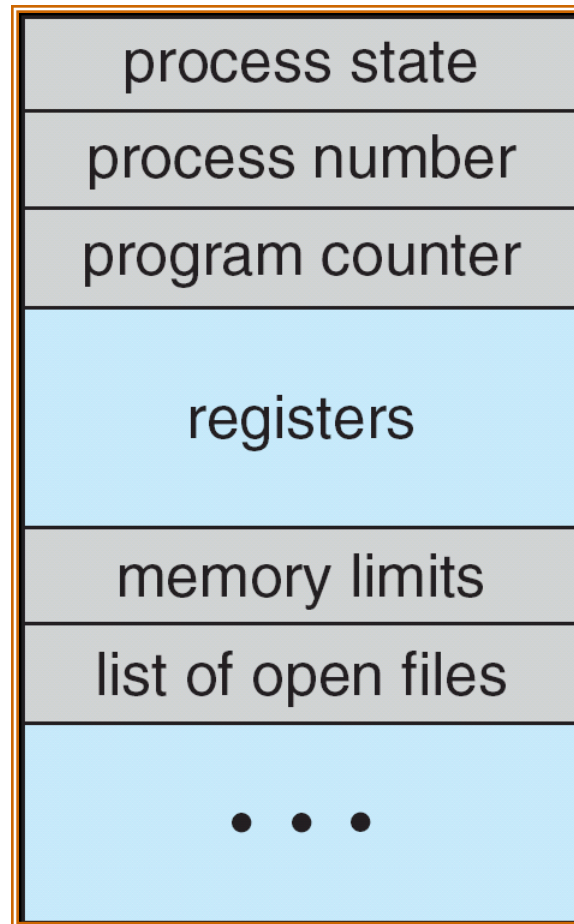 process state
process number
program counter
registers
memory limits
list of open files
• • •